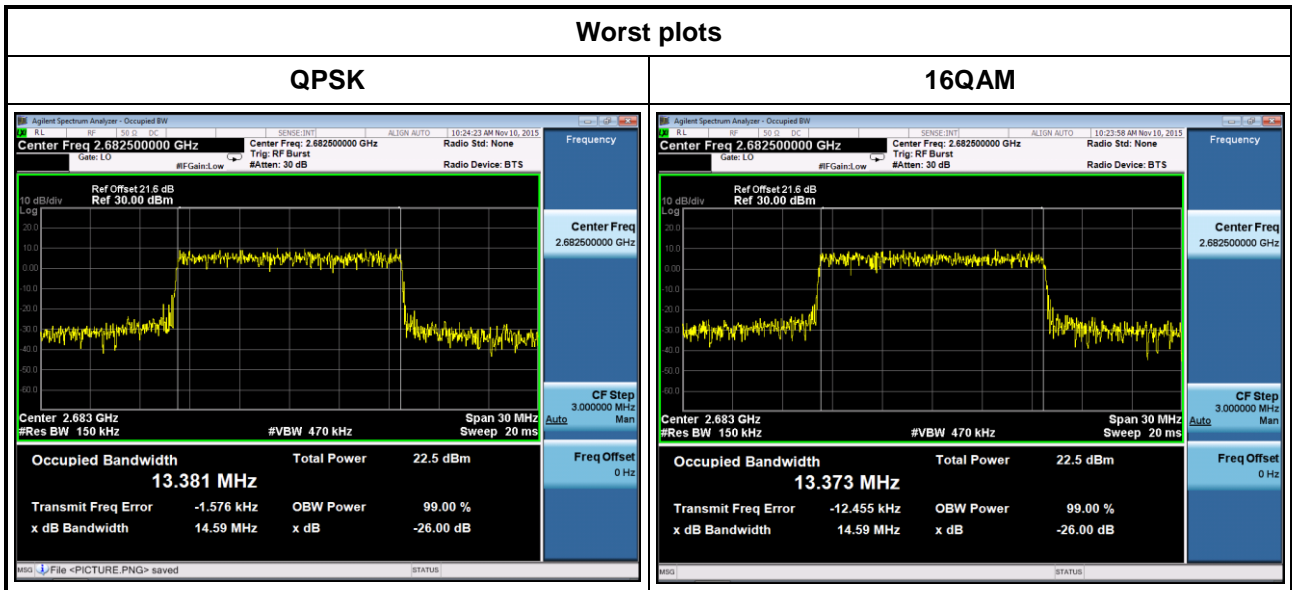 Worst plots
QPSK
16QAM
Agilent Spectrum Analyzer - Occupied BW
RL RF 50 Ω DC SENSE:INT ALIGN AUTO 10:24:23 AM Nov 10, 2015
Center Freq 2.682500000 GHz
Center Freq: 2.682500000 GHz
Radio Std: None
Gate: LO
Trig: RF Burst
#IFGain:Low
#Atten: 30 dB
Radio Device: BTS
Ref Offset 21.6 dB
10 dB/div
Ref 30.00 dBm
Log
20.0
10.0
0.00
-10.0
-20.0
-30.0
-40.0
-50.0
-60.0
Center 2.683 GHz
Span 30 MHz
#Res BW 150 kHz
#VBW 470 kHz
Sweep 20 ms
Occupied Bandwidth
Total Power
22.5 dBm
13.381 MHz
Transmit Freq Error
-1.576 kHz
OBW Power
99.00 %
x dB Bandwidth
14.59 MHz
x dB
-26.00 dB
MSG File <PICTURE.PNG> saved
STATUS
Frequency
Center Freq
2.682500000 GHz
CF Step
3.000000 MHz
Auto Man
Freq Offset
0 Hz
Agilent Spectrum Analyzer - Occupied BW
RL RF 50 Ω DC SENSE:INT ALIGN AUTO 10:23:58 AM Nov 10, 2015
Center Freq 2.682500000 GHz
Center Freq: 2.682500000 GHz
Radio Std: None
Gate: LO
Trig: RF Burst
#IFGain:Low
#Atten: 30 dB
Radio Device: BTS
Ref Offset 21.6 dB
10 dB/div
Ref 30.00 dBm
Log
20.0
10.0
0.00
-10.0
-20.0
-30.0
-40.0
-50.0
-60.0
Center 2.683 GHz
Span 30 MHz
#Res BW 150 kHz
#VBW 470 kHz
Sweep 20 ms
Occupied Bandwidth
Total Power
22.5 dBm
13.373 MHz
Transmit Freq Error
-12.455 kHz
OBW Power
99.00 %
x dB Bandwidth
14.59 MHz
x dB
-26.00 dB
MSG
STATUS
Frequency
Center Freq
2.682500000 GHz
CF Step
3.000000 MHz
Auto Man
Freq Offset
0 Hz